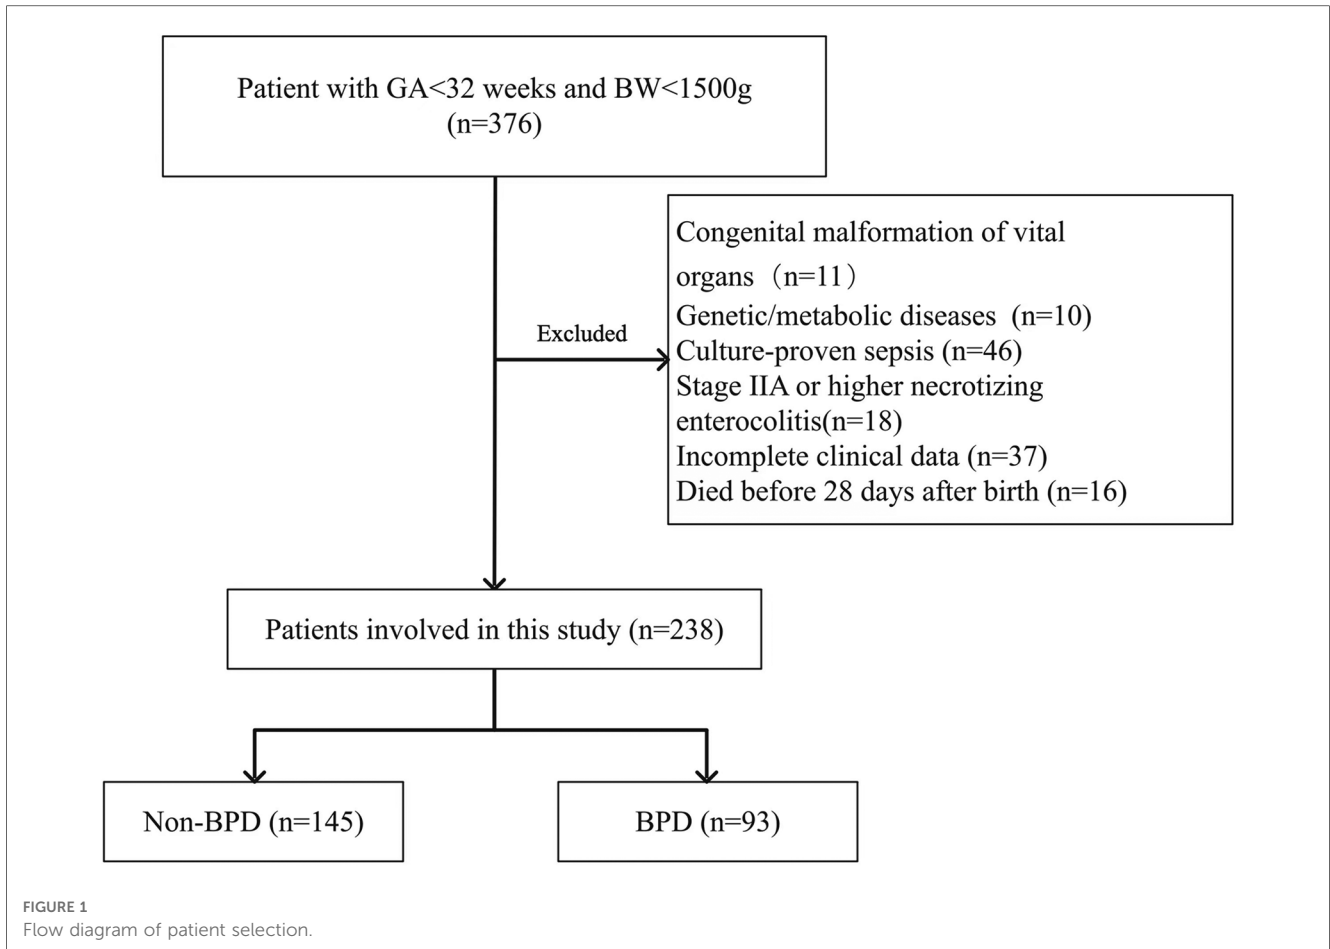 Patient with GA<32 weeks and BW<1500g
(n=376)
Congenital malformation of vital
organs（n=11）
Genetic/metabolic diseases (n=10)
Excluded
Culture-proven sepsis (n=46)
Stage IIA or higher necrotizing
enterocolitis(n=18)
Incomplete clinical data (n=37)
Died before 28 days after birth (n=16)
Patients involved in this study (n=238)
Non-BPD (n=145)
BPD (n=93)
FIGURE 1
Flow diagram of patient selection.